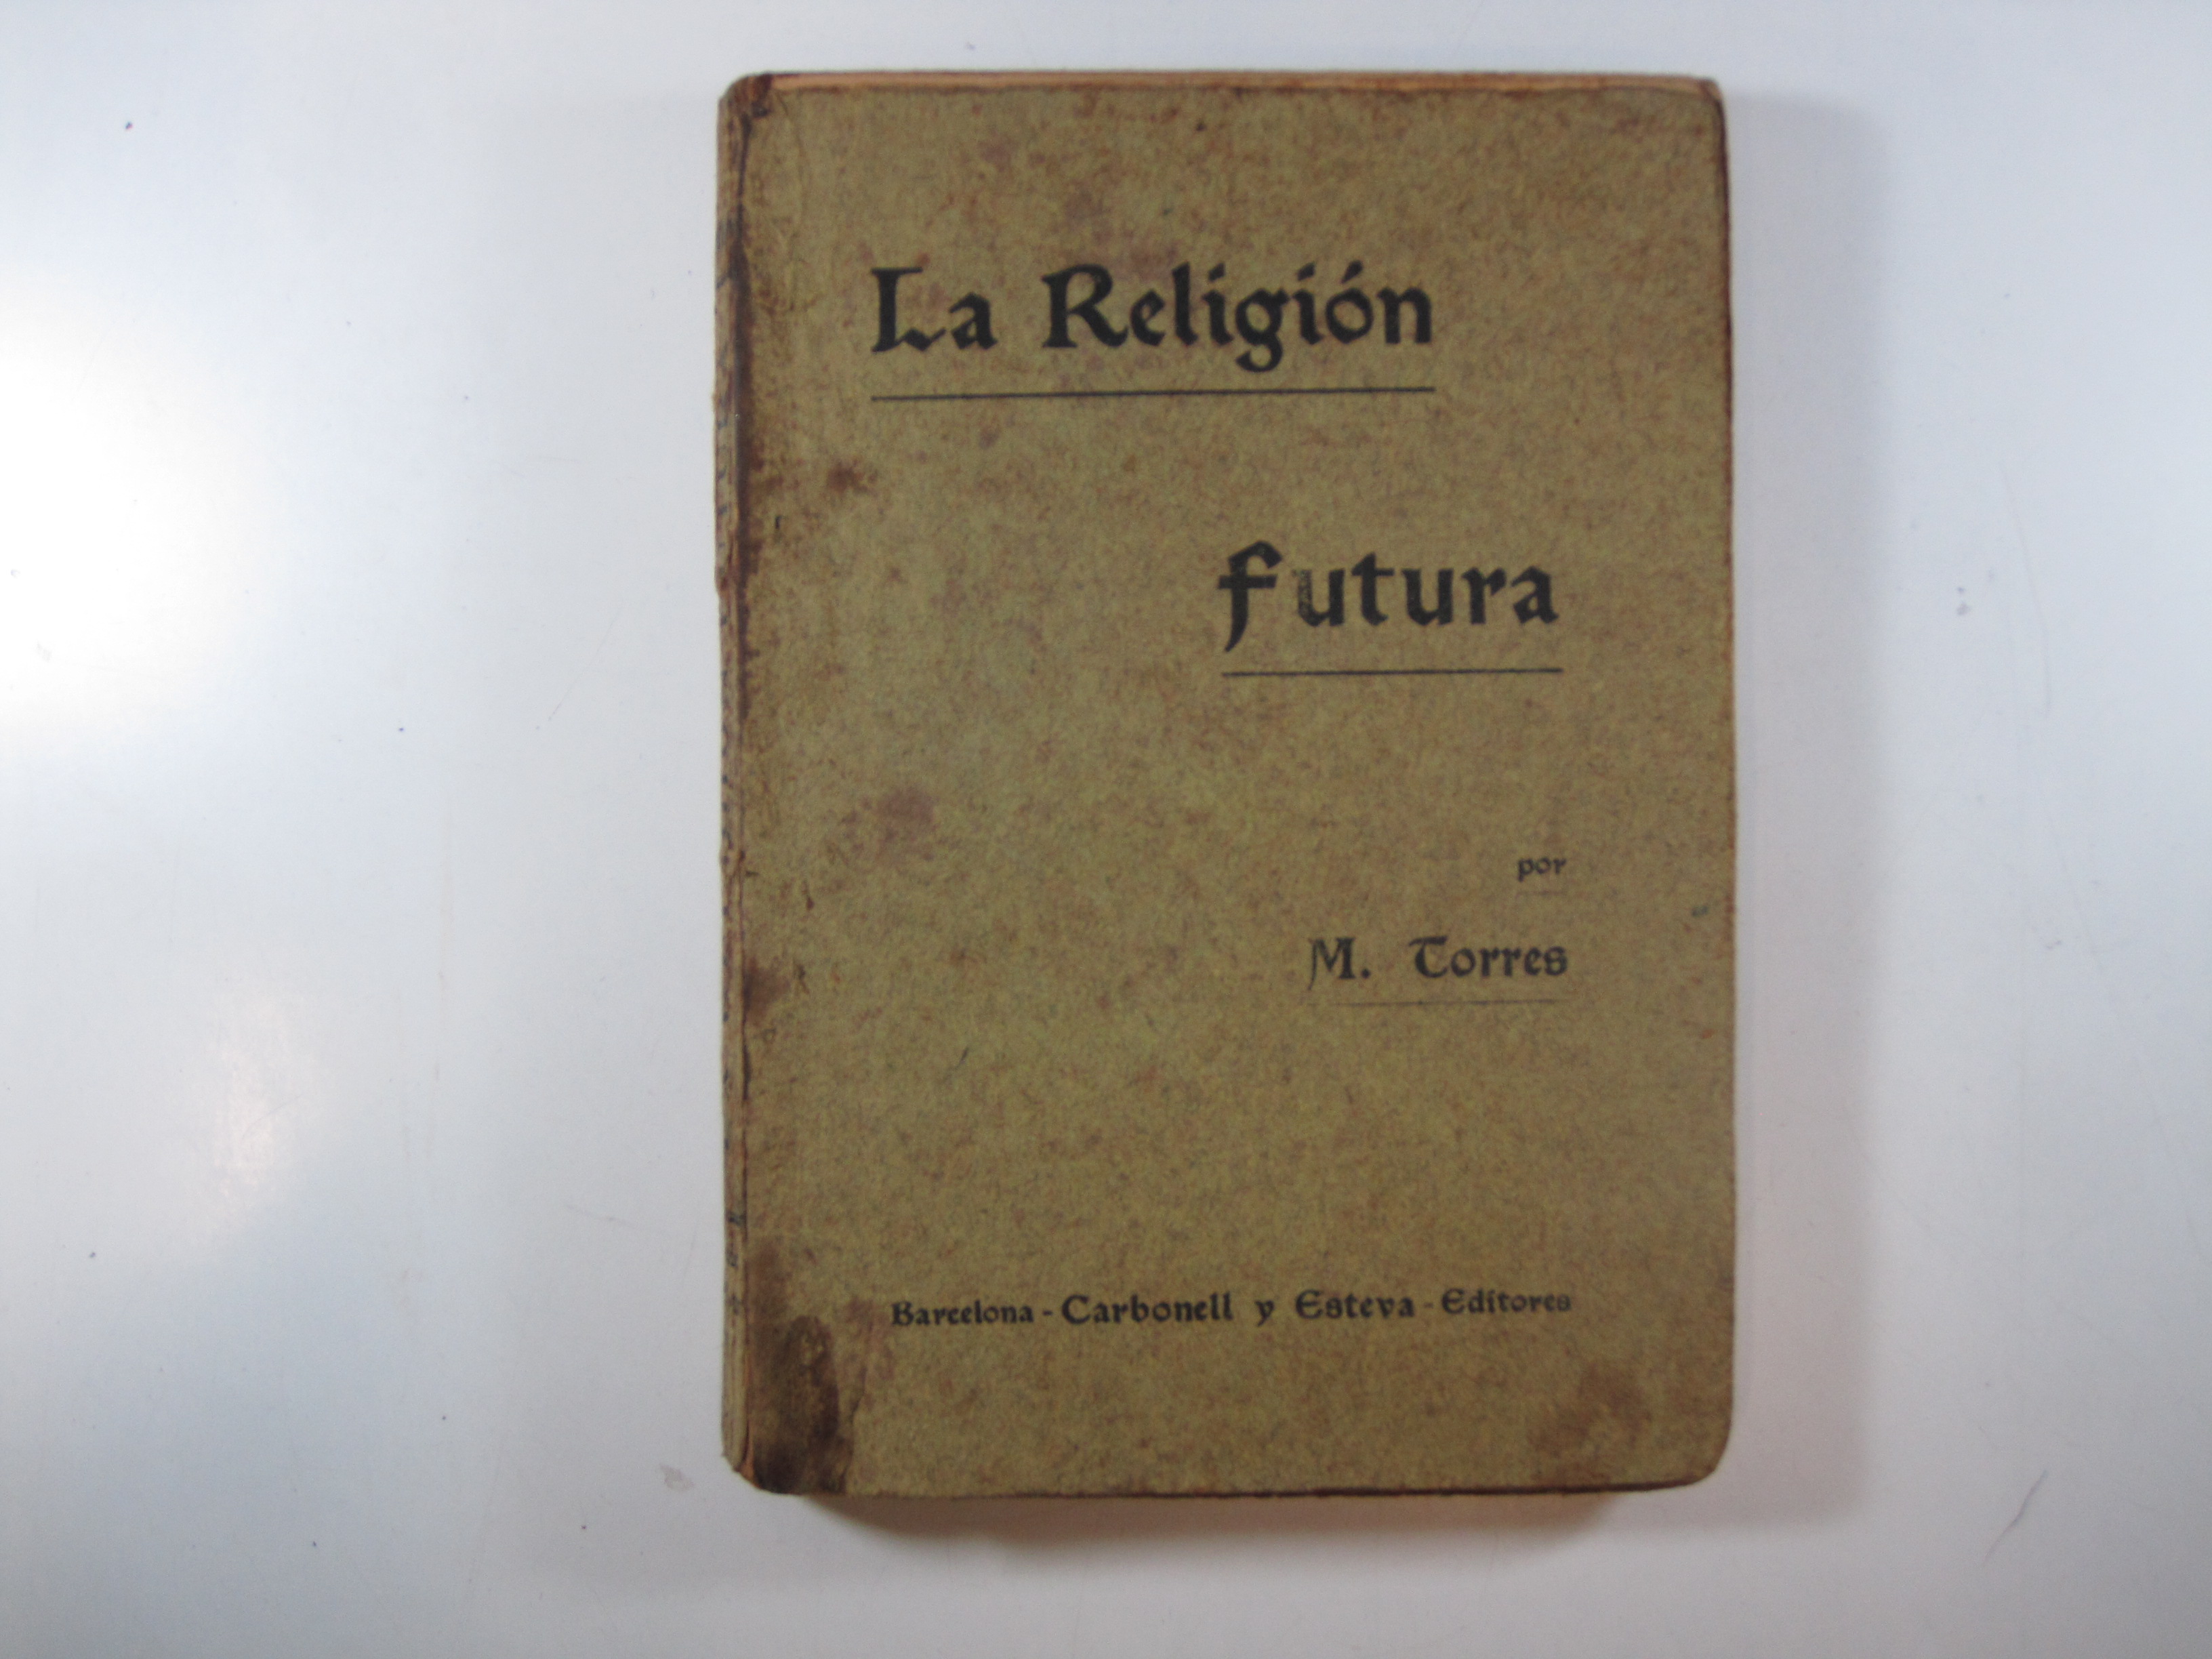 La Religión
Futura
por
M. Torres
Barcelona - Carbonell y Esteva - Editores